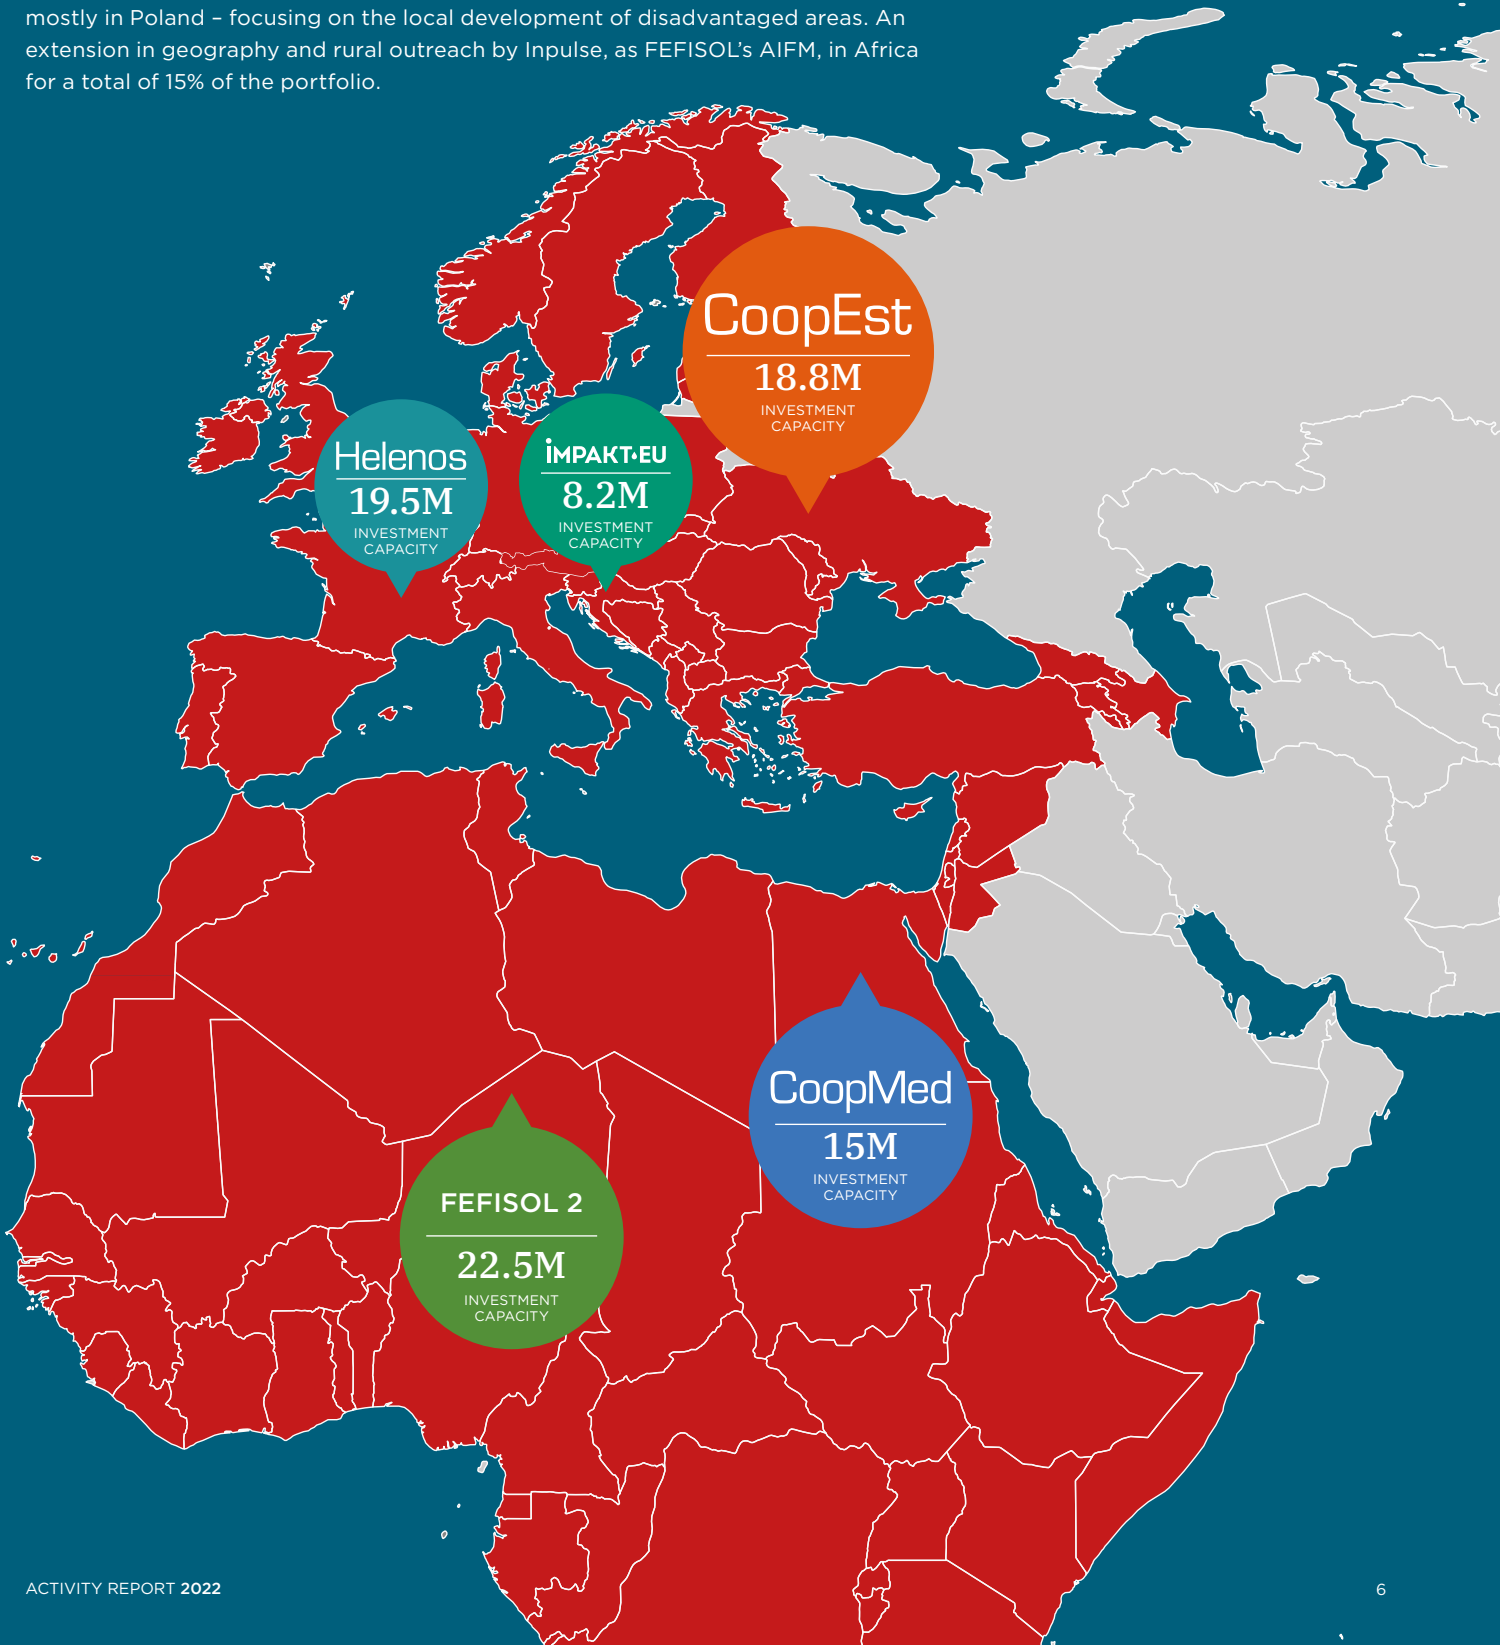 mostly in Poland – focusing on the local development of disadvantaged areas. An
extension in geography and rural outreach by Inpulse, as FEFISOL’s AIFM, in Africa
for a total of 15% of the portfolio.
CoopEst
18.8M
INVESTMENT
CAPACITY
Helenos
19.5M
INVESTMENT
CAPACITY
iMPAKT•EU
8.2M
INVESTMENT
CAPACITY
CoopMed
15M
INVESTMENT
CAPACITY
FEFISOL 2
22.5M
INVESTMENT
CAPACITY
ACTIVITY REPORT 2022
6